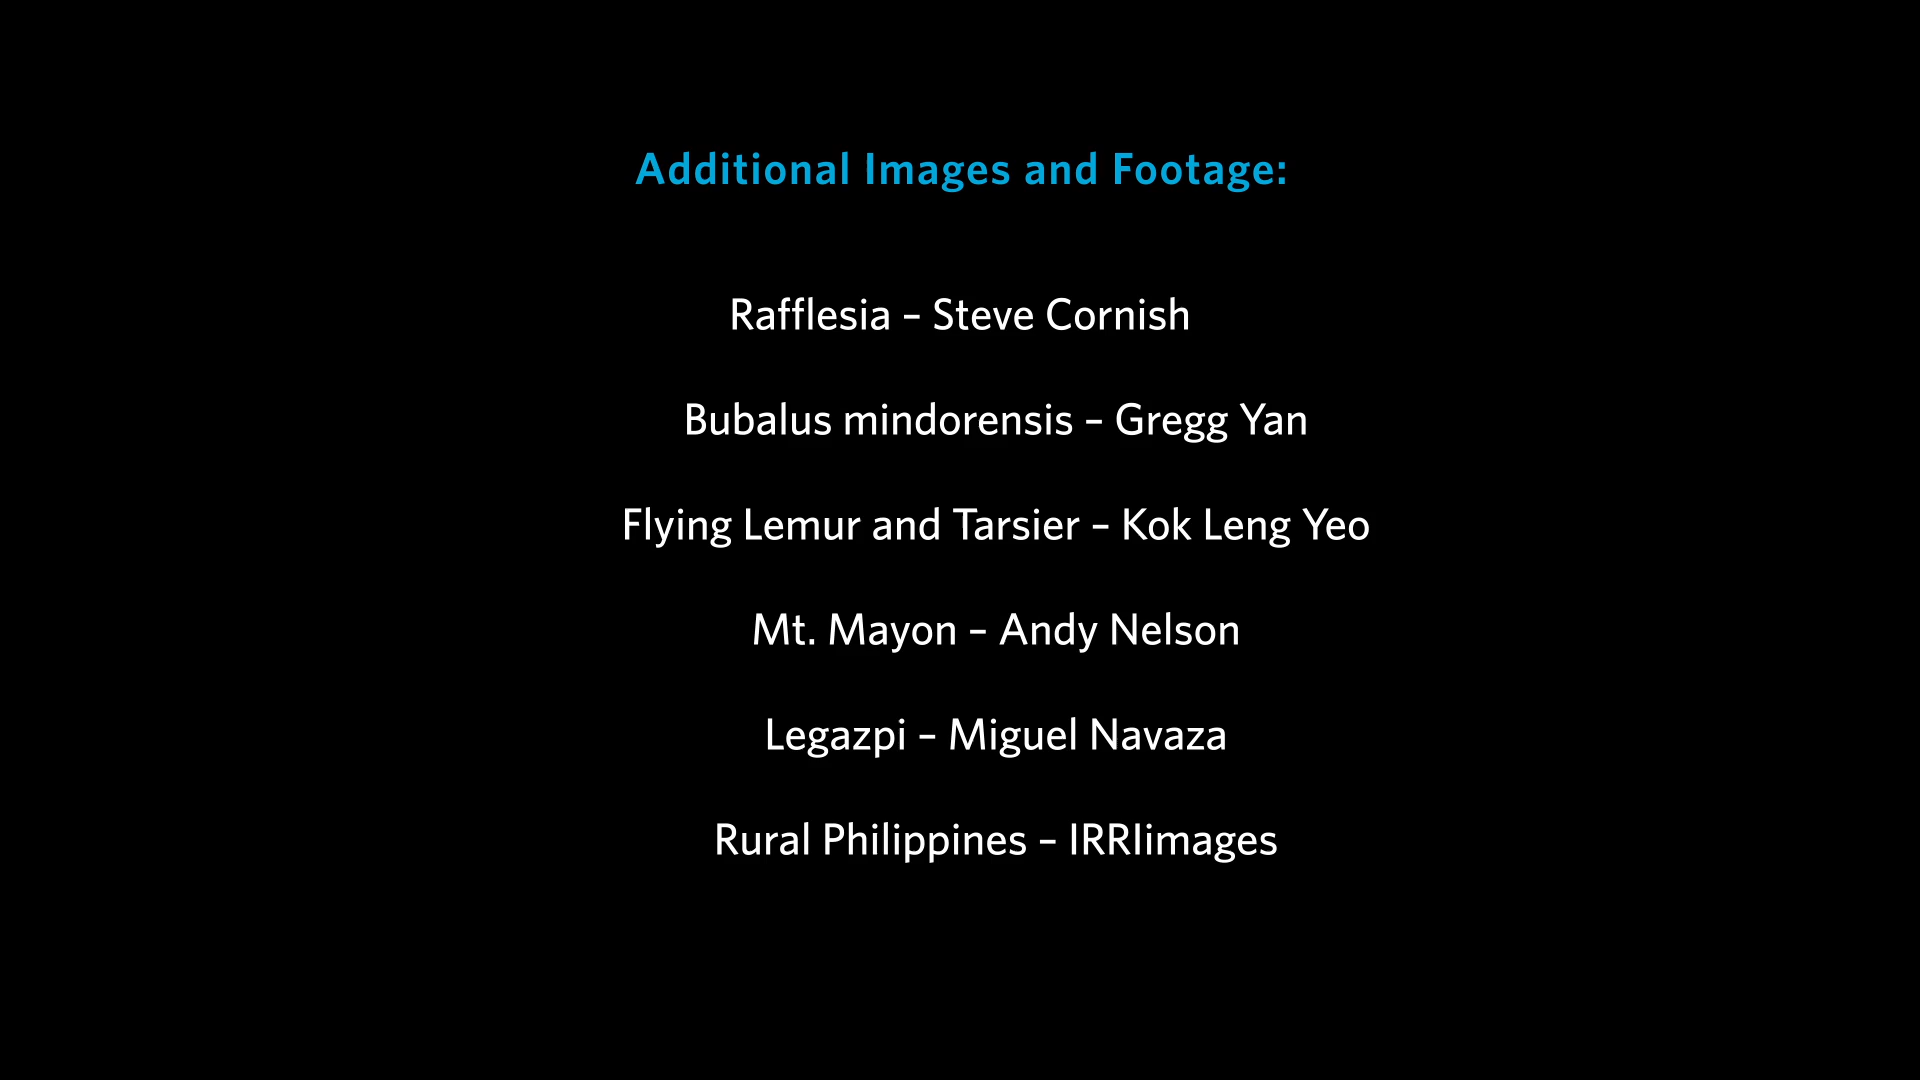 Additional Images and Footage:
Rafflesia – Steve Cornish
Bubalus mindorensis – Gregg Yan
Flying Lemur and Tarsier – Kok Leng Yeo
Mt. Mayon – Andy Nelson
Legazpi – Miguel Navaza
Rural Philippines – IRRIimages